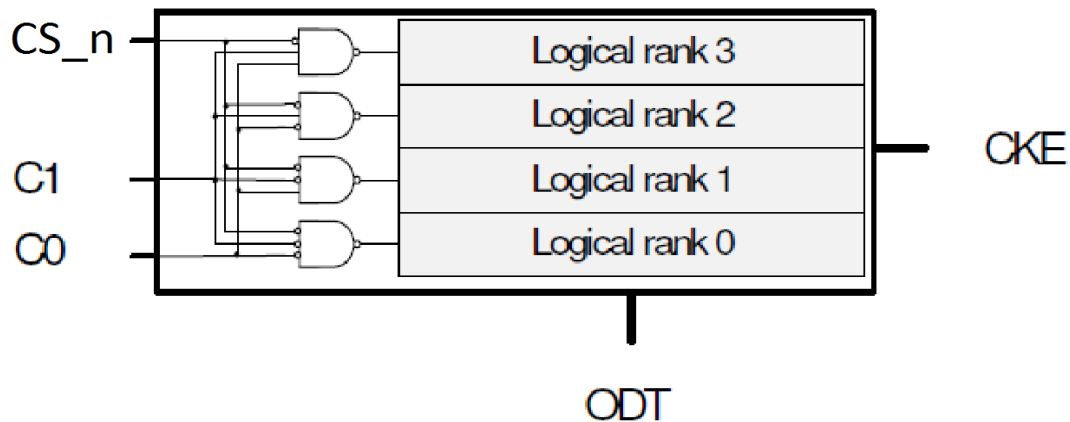 CS_n
Logical rank 3
Logical rank 2
CKE
C1
Logical rank 1
C0
Logical rank 0
ODT